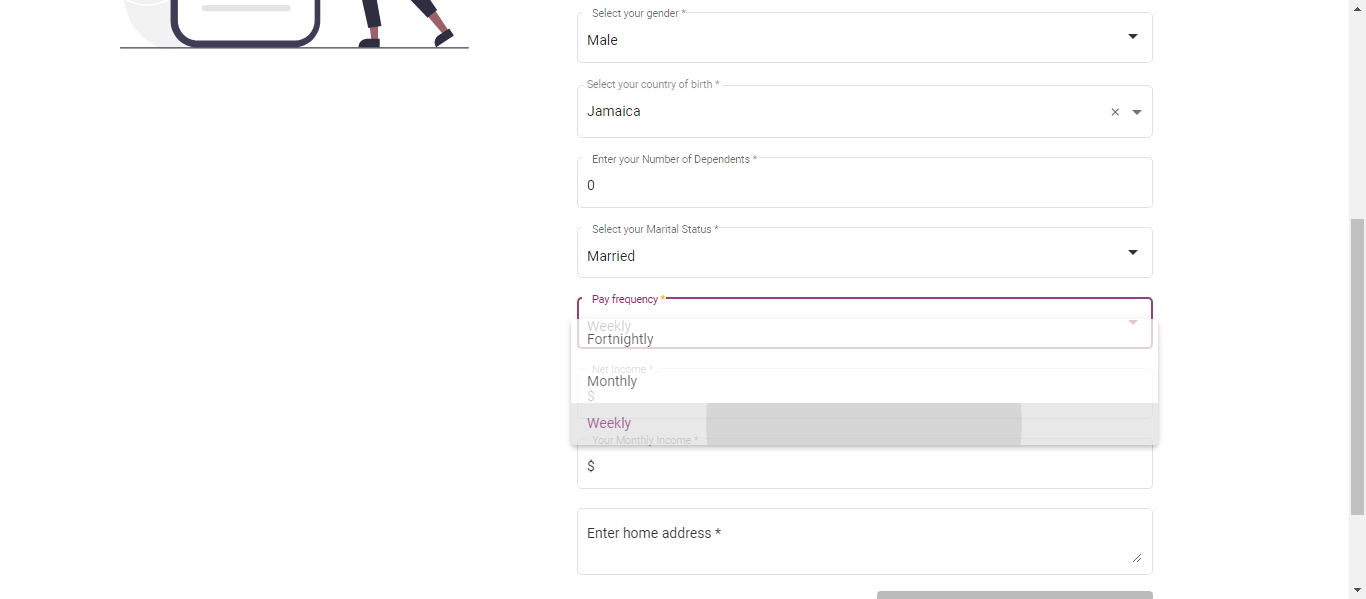 Select your gender *
Male
Select your country of birth *
Jamaica
Enter your Number of Dependents *
0
Select your Marital Status *
Married
Pay frequency *
Weekly
Fortnightly
Net Income *
Monthly
$
Weekly
Your Monthly Income *
$
Enter home address *